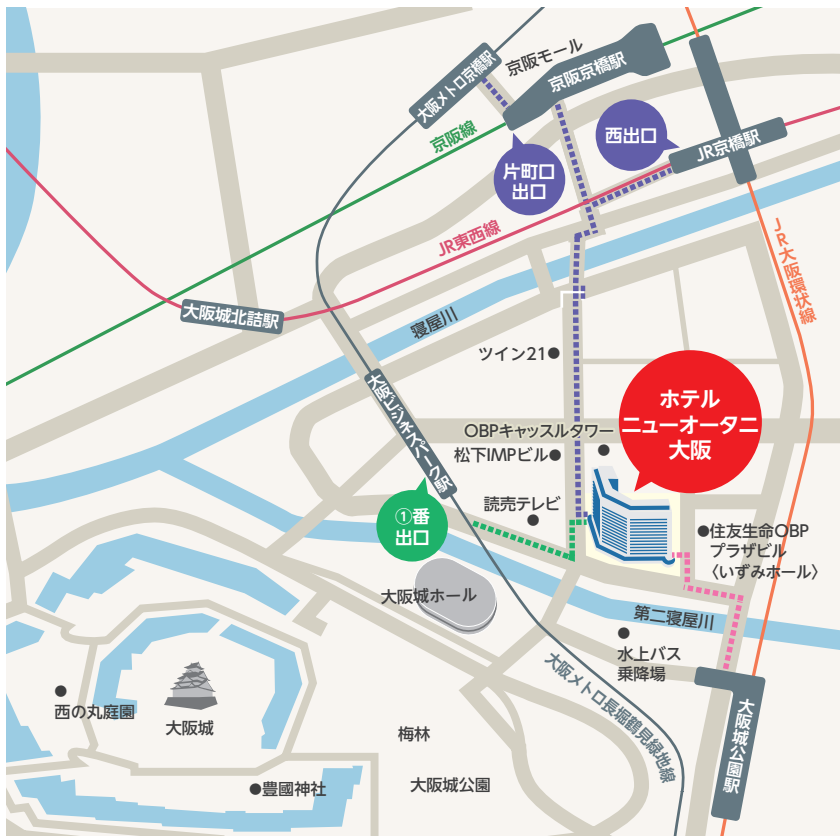 京阪モール
大阪メトロ京橋駅
京阪京橋駅
京阪線
片町口
出口
西出口
JR京橋駅
JR東西線
JR大阪環状線
大阪城北詰駅
寝屋川
ツイン21
大阪ビジネスパーク駅
OBPキャッスルタワー
松下IMPビル
ホテル
ニューオータニ
大阪
読売テレビ
①番
出口
住友生命OBP
プラザビル
〈いずみホール〉
大阪城ホール
第二寝屋川
水上バス
乗降場
大阪メトロ長堀鶴見緑地線
大阪城公園駅
西の丸庭園
大阪城
梅林
大阪城公園
豊國神社